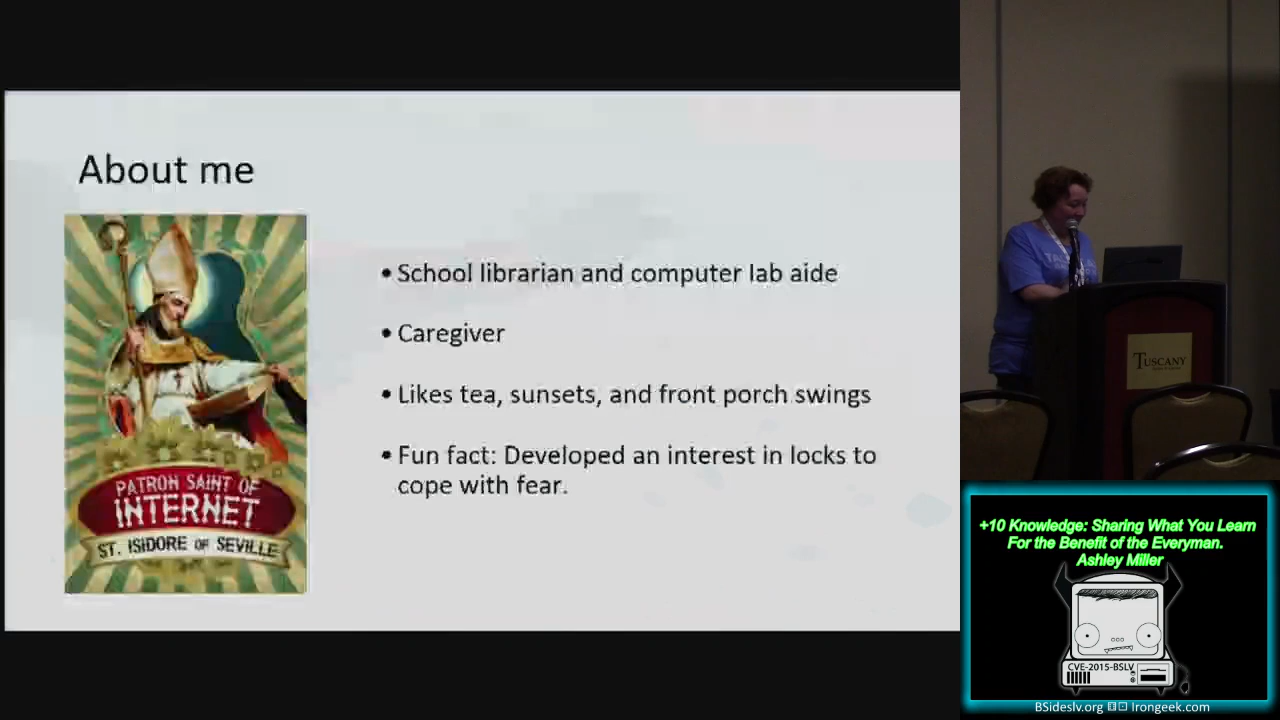 About me
PATRON SAINT OF
INTERNET
ST. ISIDORE OF SEVILLE
• School librarian and computer lab aide
• Caregiver
• Likes tea, sunsets, and front porch swings
• Fun fact: Developed an interest in locks to
cope with fear.
TUSCANY
+10 Knowledge: Sharing What You Learn
For the Benefit of the Everyman.
Ashley Miller
CVE-2015-BSLV
BSideslv.org Irongeek.com